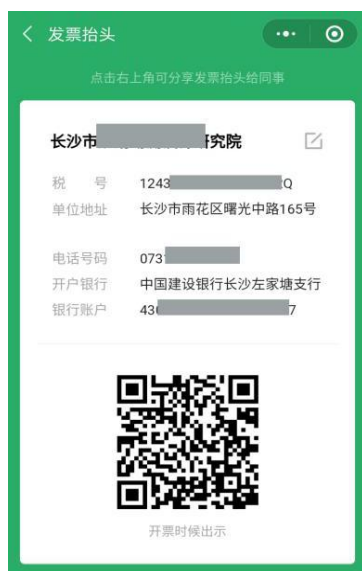 发票抬头
点击右上角可分享发票抬头给同事
长沙市 研究院
税 号 1243 Q
单位地址 长沙市雨花区曙光中路165号
电话号码 073
开户银行 中国建设银行长沙左家塘支行
银行账户 430 7
开票时候出示